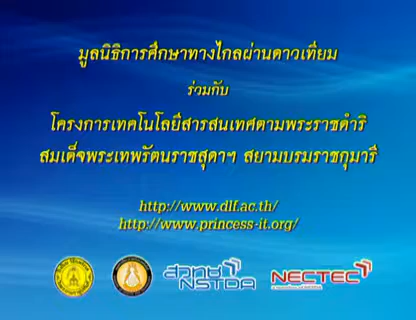 มูลนิธิการศึกษาทางไกลผ่านดาวเทียม
ร่วมกับ
โครงการเทคโนโลยีสารสนเทศตามพระราชดำริ
สมเด็จพระเทพรัตนราชสุดาฯ สยามบรมราชกุมารี
http://www.dlf.ac.th/
http://www.princess-it.org/
สวทช
NSTDA
NECTEC